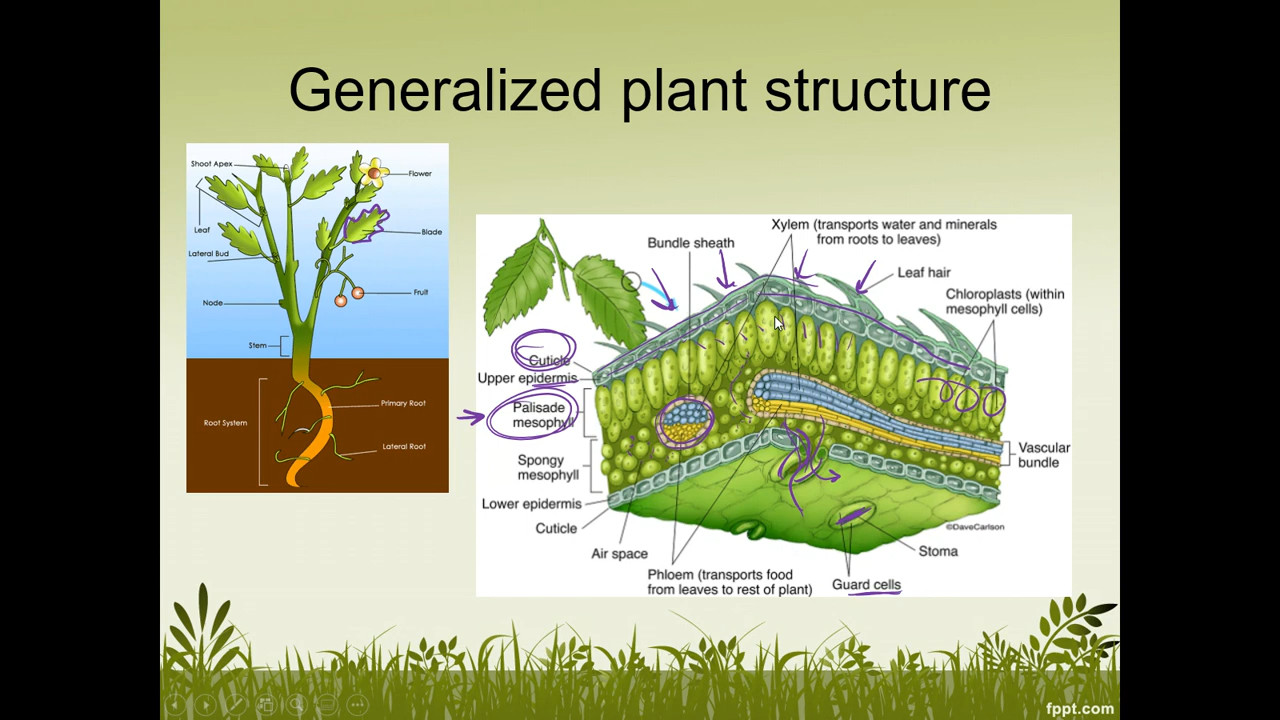 Generalized plant structure
Shoot Apex
Flower
Leaf
Blade
Lateral Bud
Node
Fruit
Stem
Root System
Primary Root
Lateral Root
Xylem (transports water and minerals
from roots to leaves)
Bundle sheath
Leaf hair
Chloroplasts (within
mesophyll cells)
Cuticle
Upper epidermis
Palisade
mesophyll
Spongy
mesophyll
Vascular
bundle
Lower epidermis
Cuticle
©DaveCarlson
Air space
Stoma
Phloem (transports food
from leaves to rest of plant)
Guard cells
fppt.com